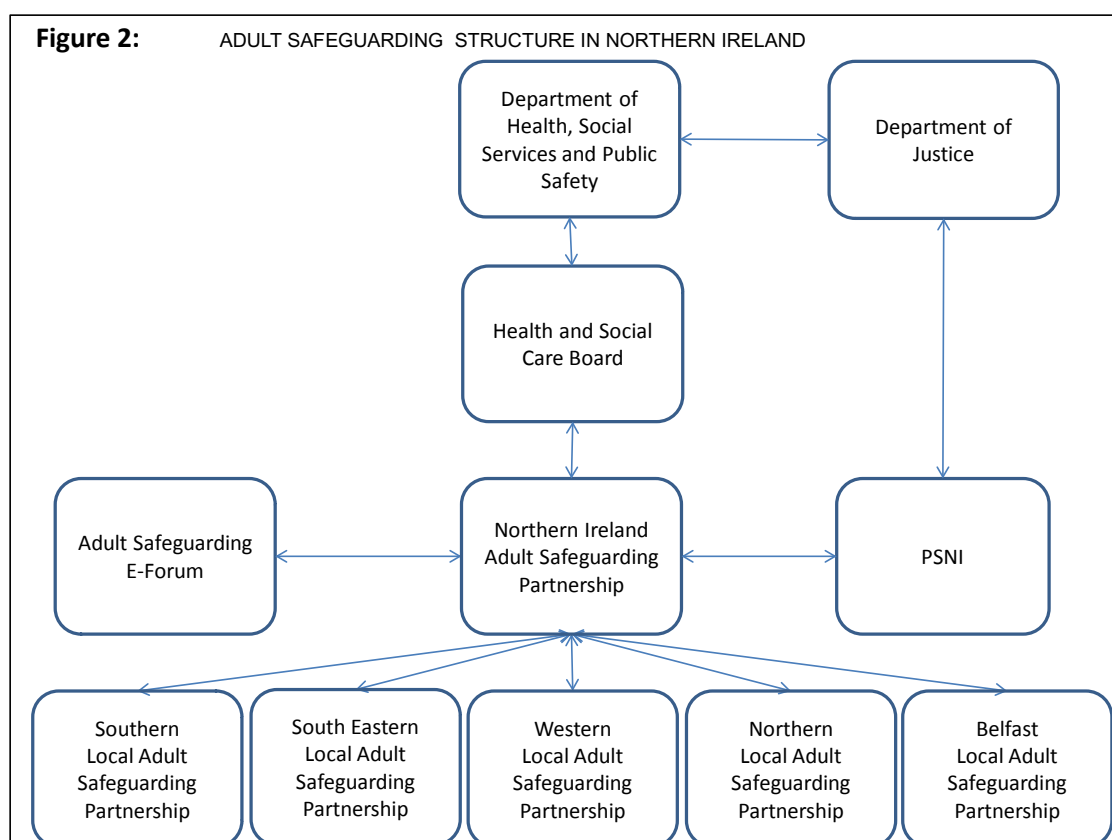 Figure 2: ADULT SAFEGUARDING STRUCTURE IN NORTHERN IRELAND
Department of
Health, Social
Services and Public
Safety
Department of
Justice
Health and Social
Care Board
Adult Safeguarding
E-Forum
Northern Ireland
Adult Safeguarding
Partnership
PSNI
Southern
Local Adult
Safeguarding
Partnership
South Eastern
Local Adult
Safeguarding
Partnership
Western
Local Adult
Safeguarding
Partnership
Northern
Local Adult
Safeguarding
Partnership
Belfast
Local Adult
Safeguarding
Partnership